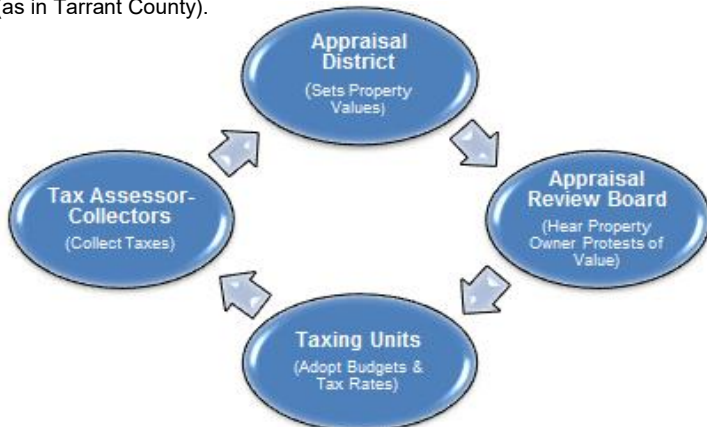 (as in Tarrant County).
Appraisal
District
(Sets Property
Values)
Appraisal
Review Board
(Hear Property
Owner Protests of
Value)
Taxing Units
(Adopt Budgets &
Tax Rates)
Tax Assessor-
Collectors
(Collect Taxes)